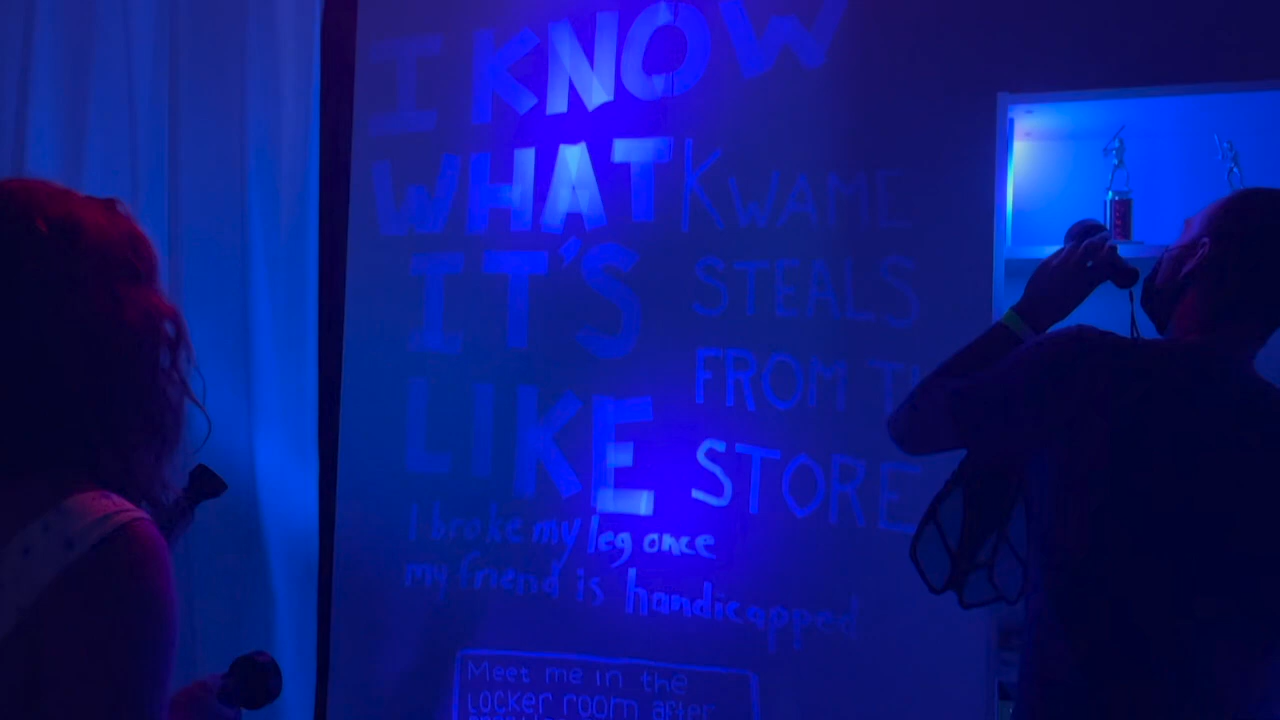 I KNOW
WHAT
IT'S
LIKE
KWAME
STEALS
FROM
STORE
I broke my leg once
my friend is handicapped
Meet me in the
Locker room after